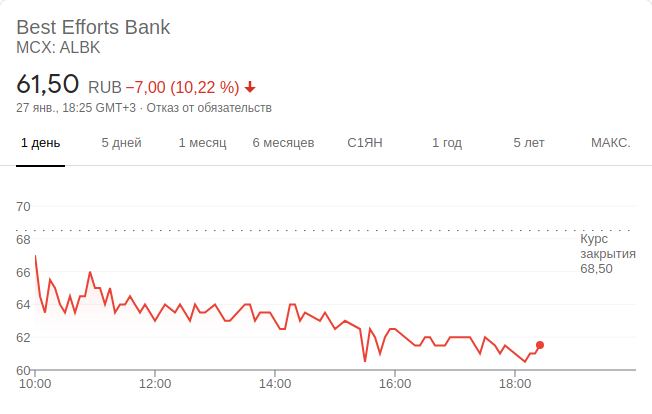 Best Efforts Bank
MCX: ALBK
61,50 RUB −7,00 (10,22 %)
27 янв., 18:25 GMT+3 · Отказ от обязательств
1 день 5 дней 1 месяц 6 месяцев С1ЯН 1 год 5 лет МАКС.
70
68
66
64
62
60
Курс
закрытия
68,50
10:00 12:00 14:00 16:00 18:00